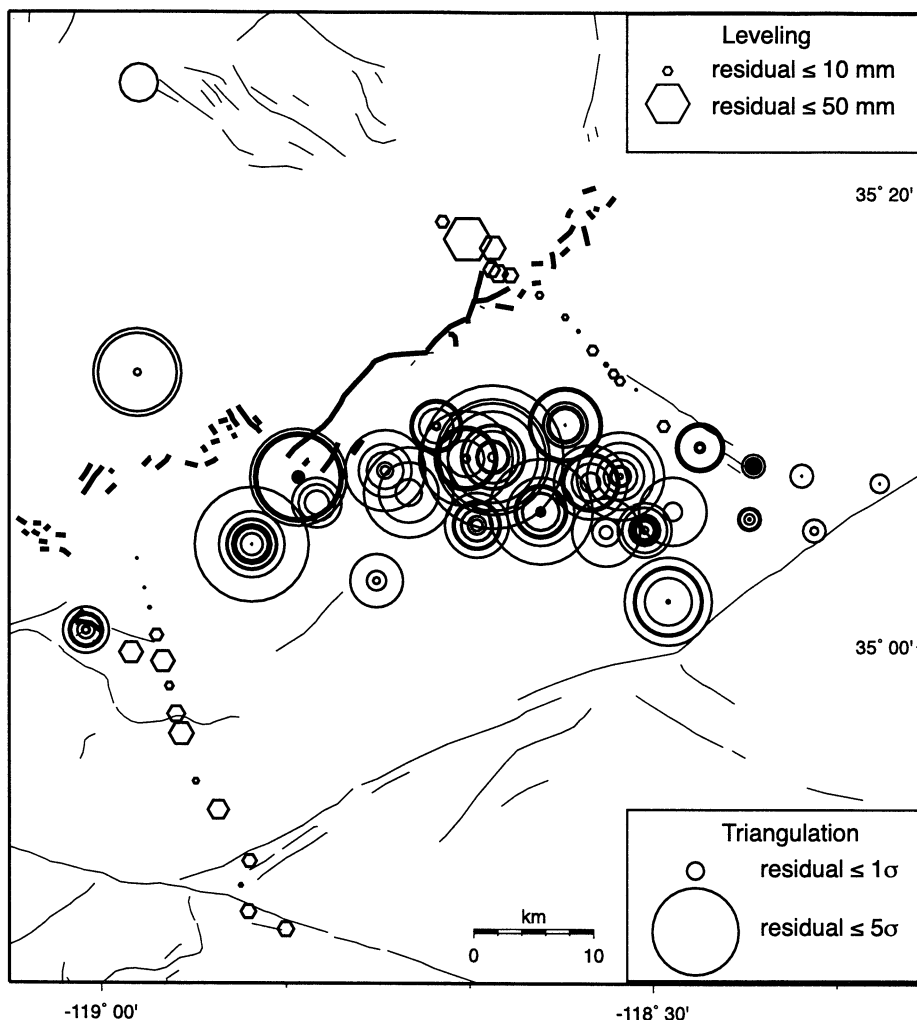 Leveling
residual ≤ 10 mm
residual ≤ 50 mm
35° 20'
35° 00'
Triangulation
residual ≤ 1σ
residual ≤ 5σ
km
0 10
-119° 00' -118° 30'